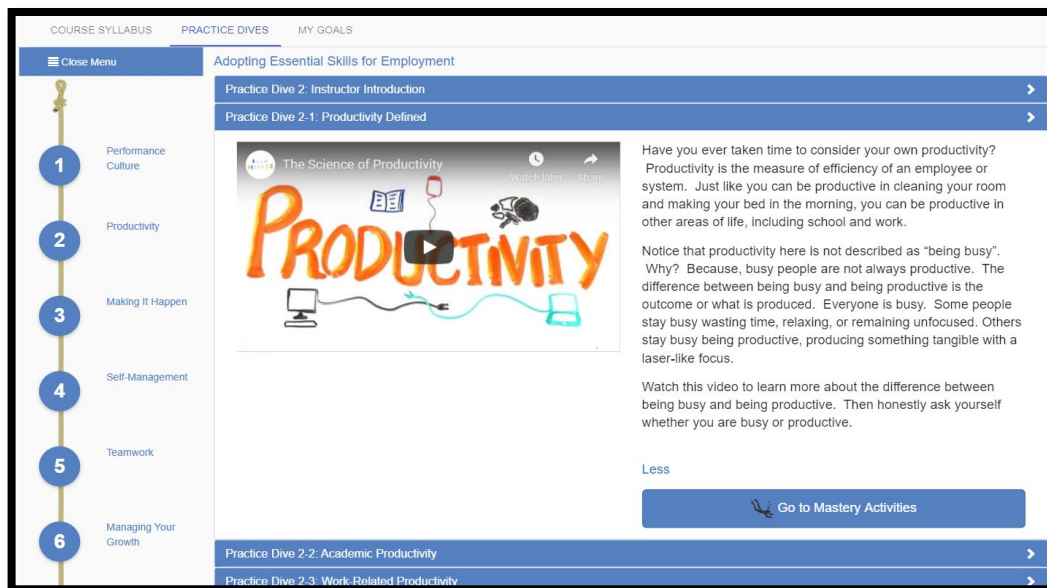 COURSE SYLLABUS
PRACTICE DIVES
MY GOALS
Close Menu
Adopting Essential Skills for Employment
1
Performance
Culture
2
Productivity
3
Making It Happen
4
Self-Management
5
Teamwork
6
Managing Your
Growth
Practice Dive 2: Instructor Introduction
Practice Dive 2-1: Productivity Defined
The Science of Productivity
Watch later
Share
PRODUCTIVITY
Have you ever taken time to consider your own productivity?
Productivity is the measure of efficiency of an employee or
system. Just like you can be productive in cleaning your room
and making your bed in the morning, you can be productive in
other areas of life, including school and work.
Notice that productivity here is not described as “being busy”.
Why? Because, busy people are not always productive. The
difference between being busy and being productive is the
outcome or what is produced. Everyone is busy. Some people
stay busy wasting time, relaxing, or remaining unfocused. Others
stay busy being productive, producing something tangible with a
laser-like focus.
Watch this video to learn more about the difference between
being busy and being productive. Then honestly ask yourself
whether you are busy or productive.
Less
Go to Mastery Activities
Practice Dive 2-2: Academic Productivity
Practice Dive 2-3: Work-Related Productivity